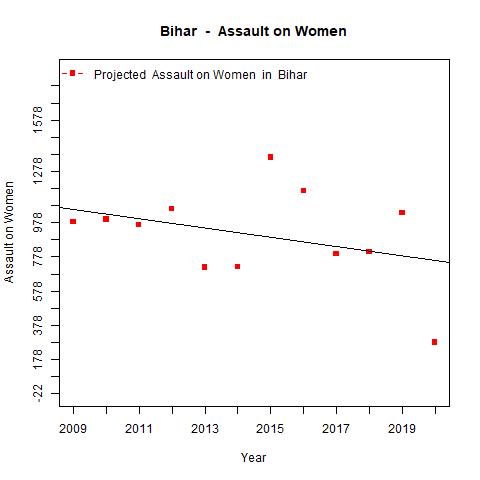 Bihar - Assault on Women
Projected Assault on Women in Bihar
Assault on Women
1578
1278
978
778
578
378
178
-22
2009 2011 2013 2015 2017 2019
Year